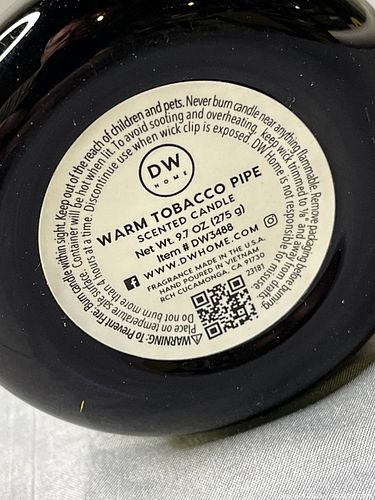 DW
HOME
WARM TOBACCO PIPE
SCENTED CANDLE
Net Wt. 9.7 OZ (275 g)
Item # DW3488
WWW.DWHOME.COM
FRAGRANCE MADE IN THE U.S.A.
HAND POURED IN VIETNAM
RCH CUCAMONGA, CA 91730
22181
⚠WARNING: To Prevent Fire: Burn candle within sight. Keep out of the reach of children and pets. Never burn candle near anything flammable. Remove packaging before burning.
Place on temperature safe surface. Container will be hot when lit. To avoid sooting and overheating, keep wick trimmed to ⅛" and away from drafts.
Do not burn more than 4 hours at a time. Discontinue use when wick clip is exposed. DW Home is not responsible for misuse.